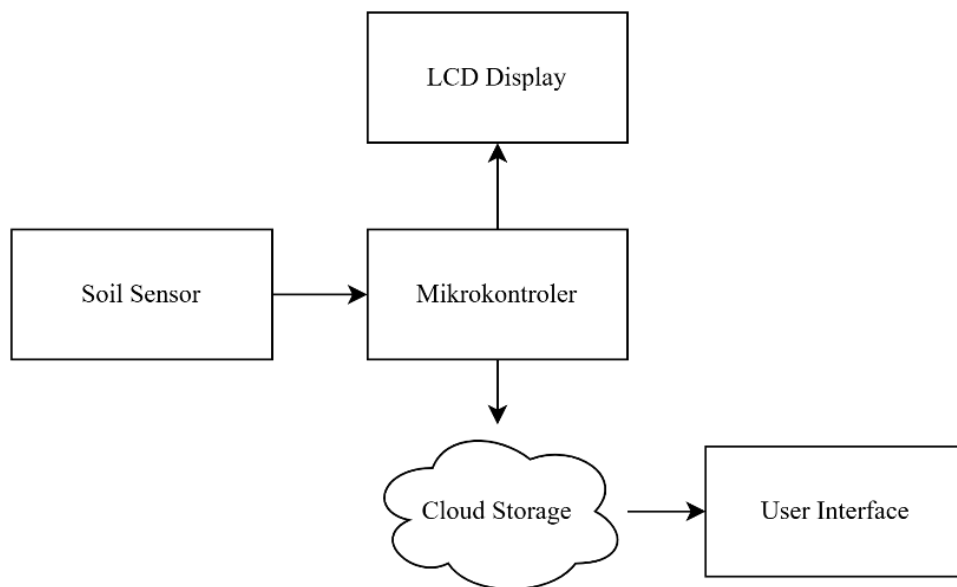 LCD Display
Soil Sensor
Mikrokontroler
Cloud Storage
User Interface